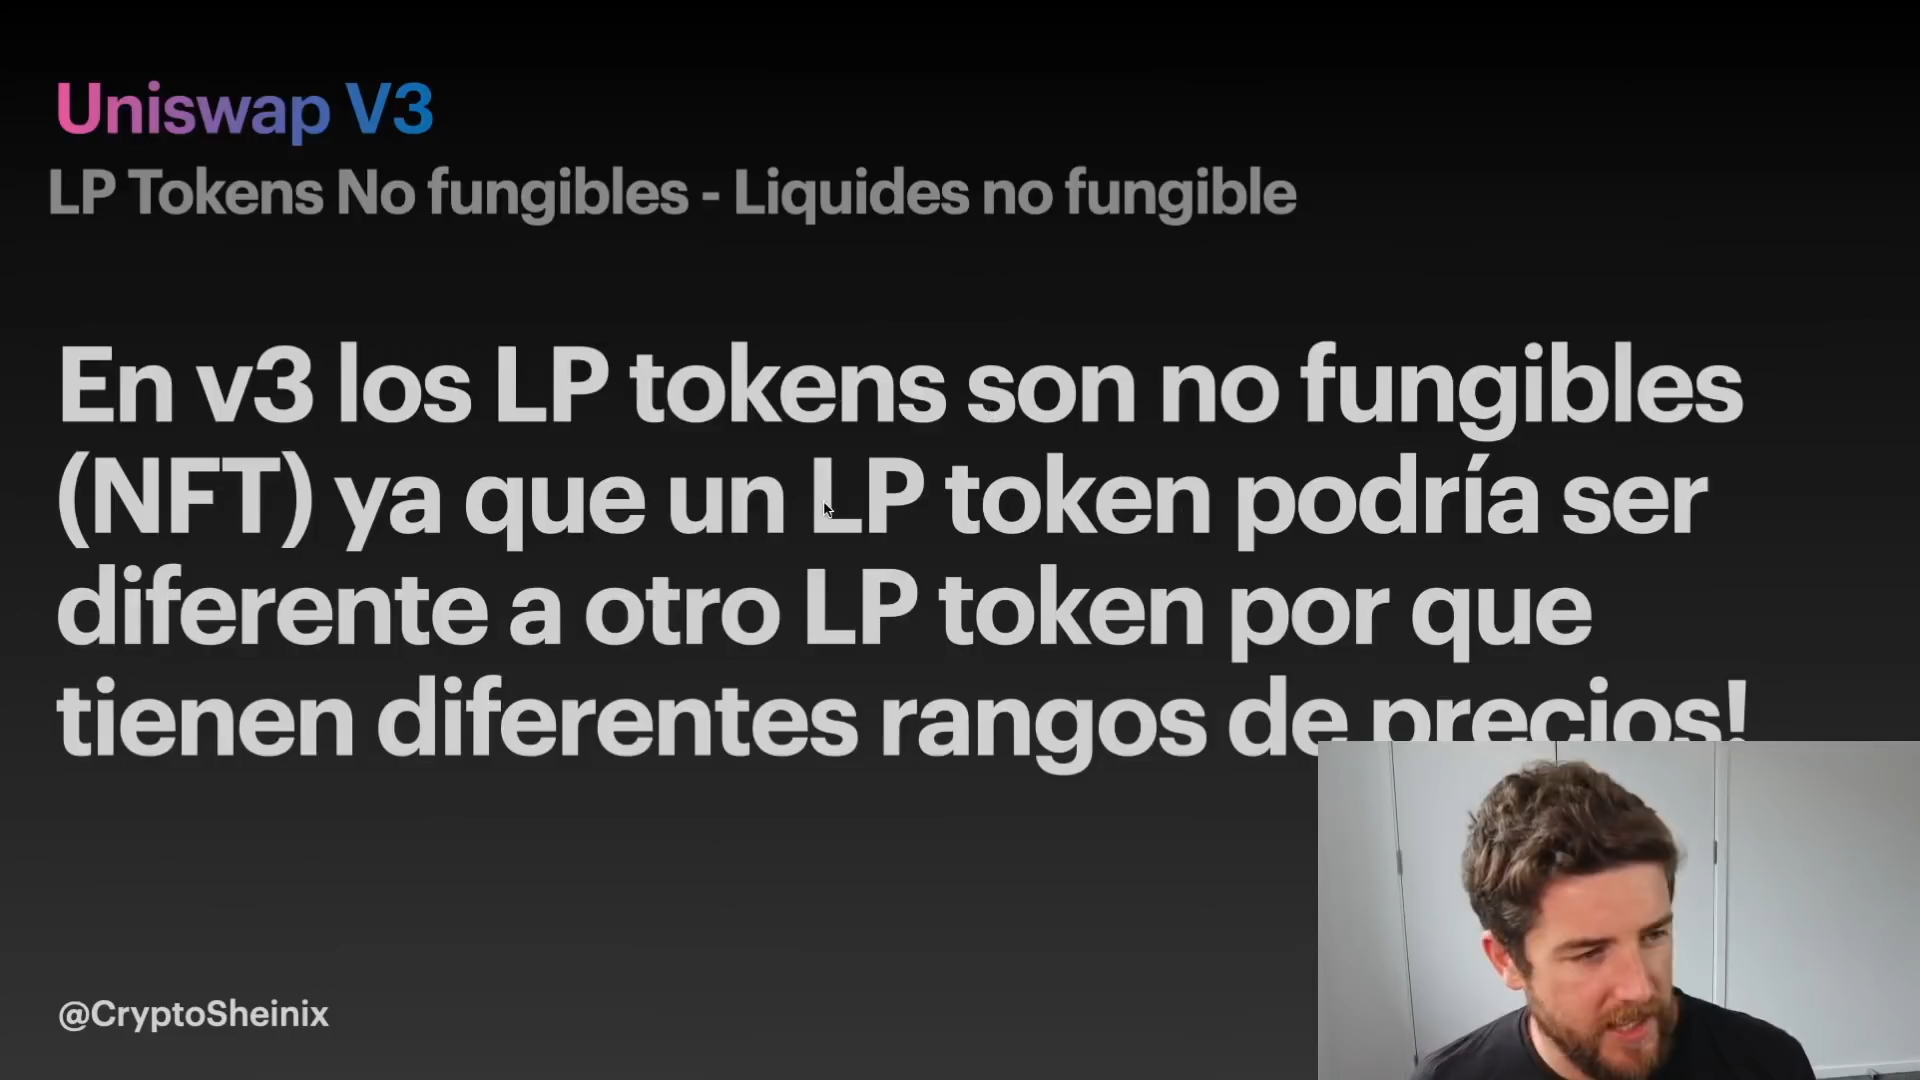 Uniswap V3
LP Tokens No fungibles - Liquides no fungible
En v3 los LP tokens son no fungibles
(NFT) ya que un LP token podría ser
diferente a otro LP token por que
tienen diferentes rangos de precios!
@CryptoSheinix